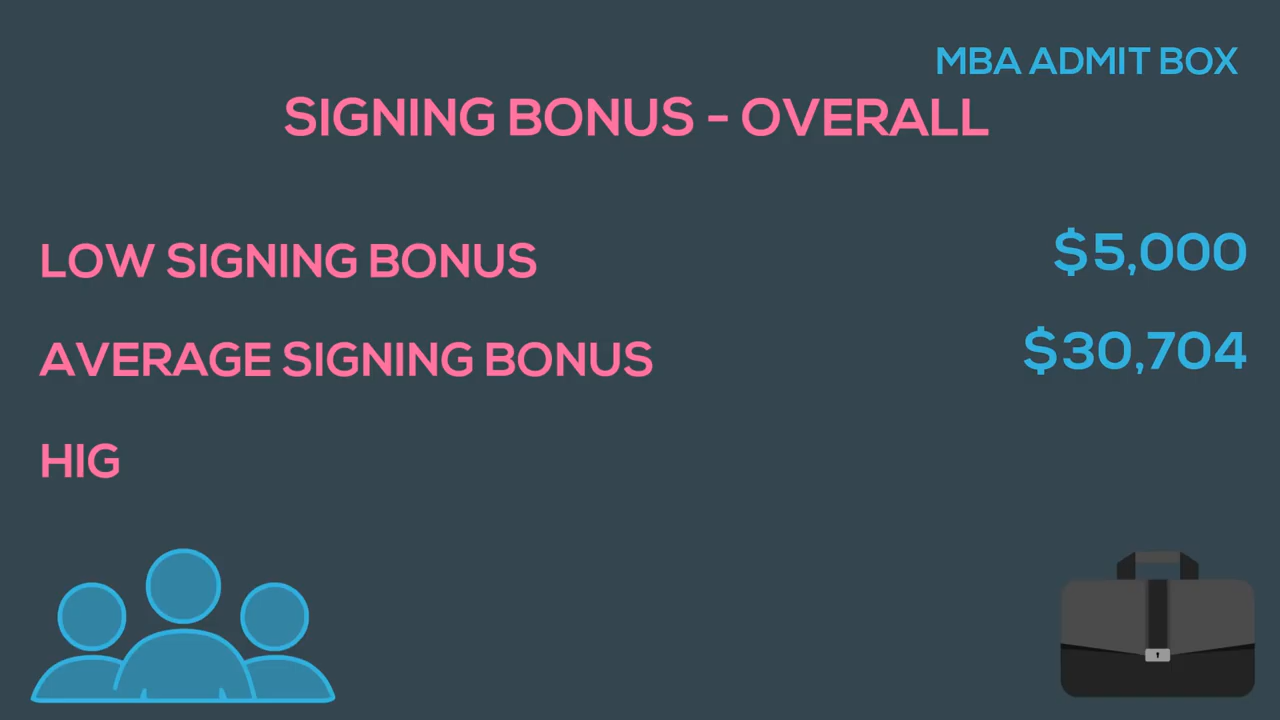 MBA ADMIT BOX
SIGNING BONUS - OVERALL
LOW SIGNING BONUS $5,000
AVERAGE SIGNING BONUS $30,704
HIG